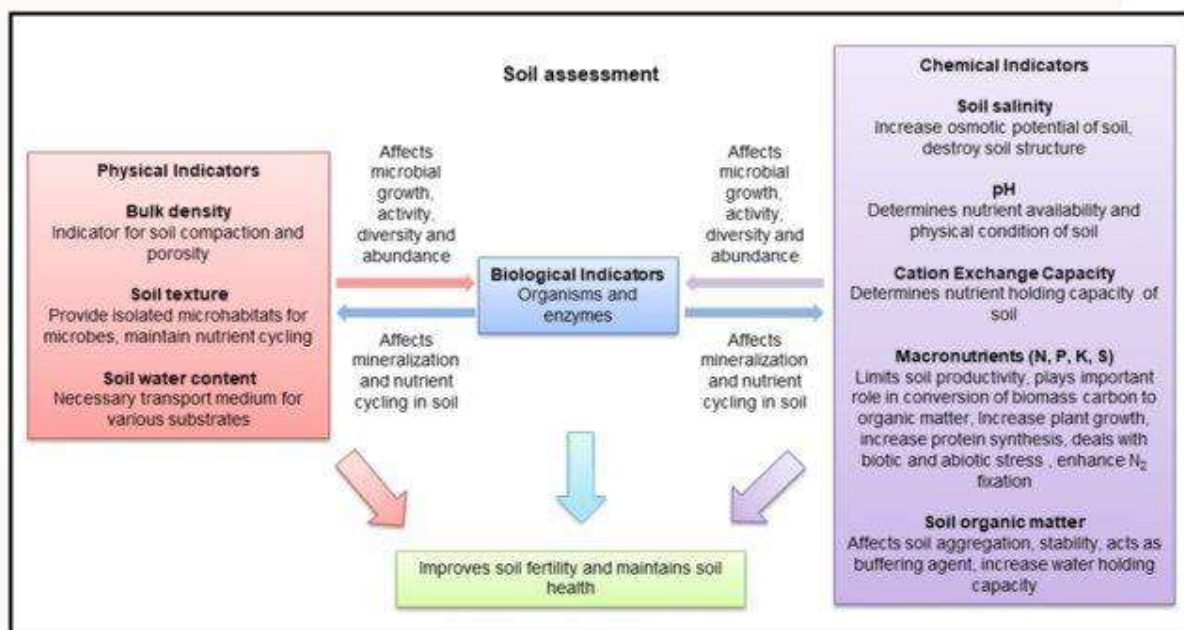 Soil assessment
Physical Indicators
Bulk density
Indicator for soil compaction and
porosity
Soil texture
Provide isolated microhabitats for
microbes, maintain nutrient cycling
Soil water content
Necessary transport medium for
various substrates
Affects
microbial
growth,
activity,
diversity and
abundance
Affects
mineralization
and nutrient
cycling in soil
Biological Indicators
Organisms and
enzymes
Affects
microbial
growth,
activity,
diversity and
abundance
Affects
mineralization
and nutrient
cycling in soil
Chemical Indicators
Soil salinity
Increase osmotic potential of soil,
destroy soil structure
pH
Determines nutrient availability and
physical condition of soil
Cation Exchange Capacity
Determines nutrient holding capacity of
soil
Macronutrients (N, P, K, S)
Limits soil productivity, plays important
role in conversion of biomass carbon to
organic matter, Increase plant growth,
increase protein synthesis, deals with
biotic and abiotic stress , enhance N₂
fixation
Soil organic matter
Affects soil aggregation, stability, acts as
buffering agent, increase water holding
capacity
Improves soil fertility and maintains soil
health